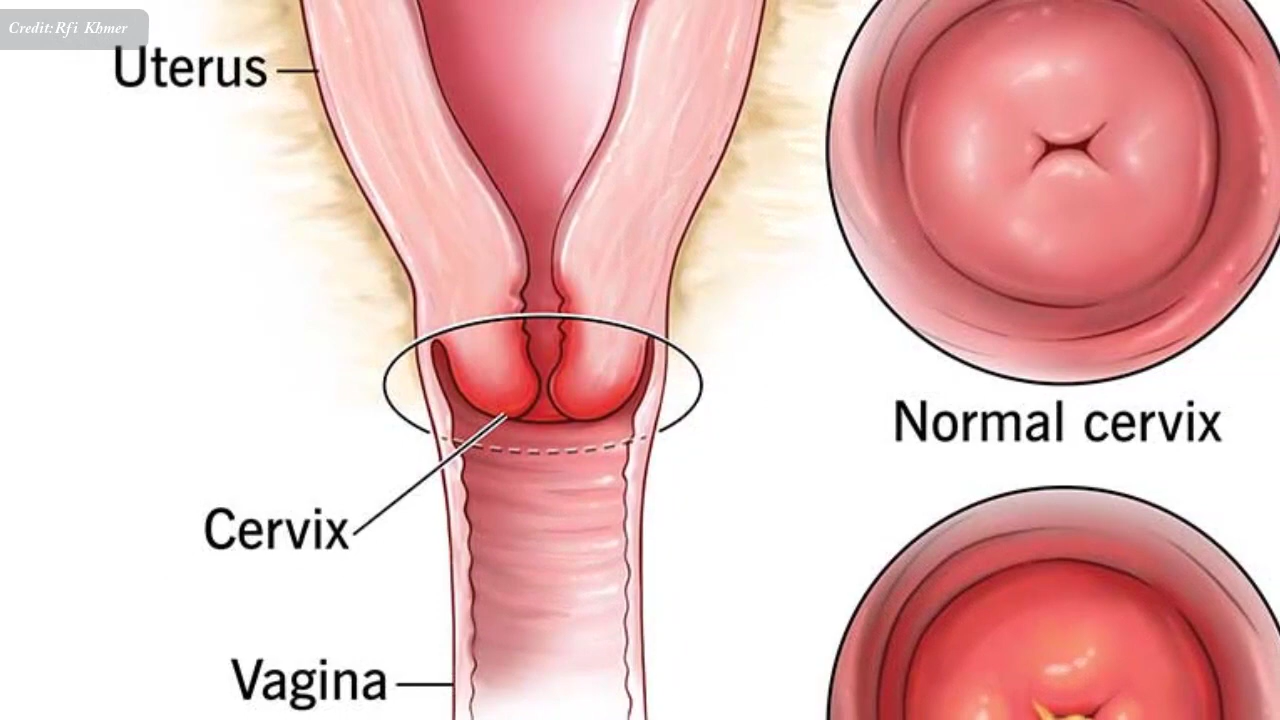 Credit:Rfi Khmer
Uterus
Normal cervix
Cervix
Vagina